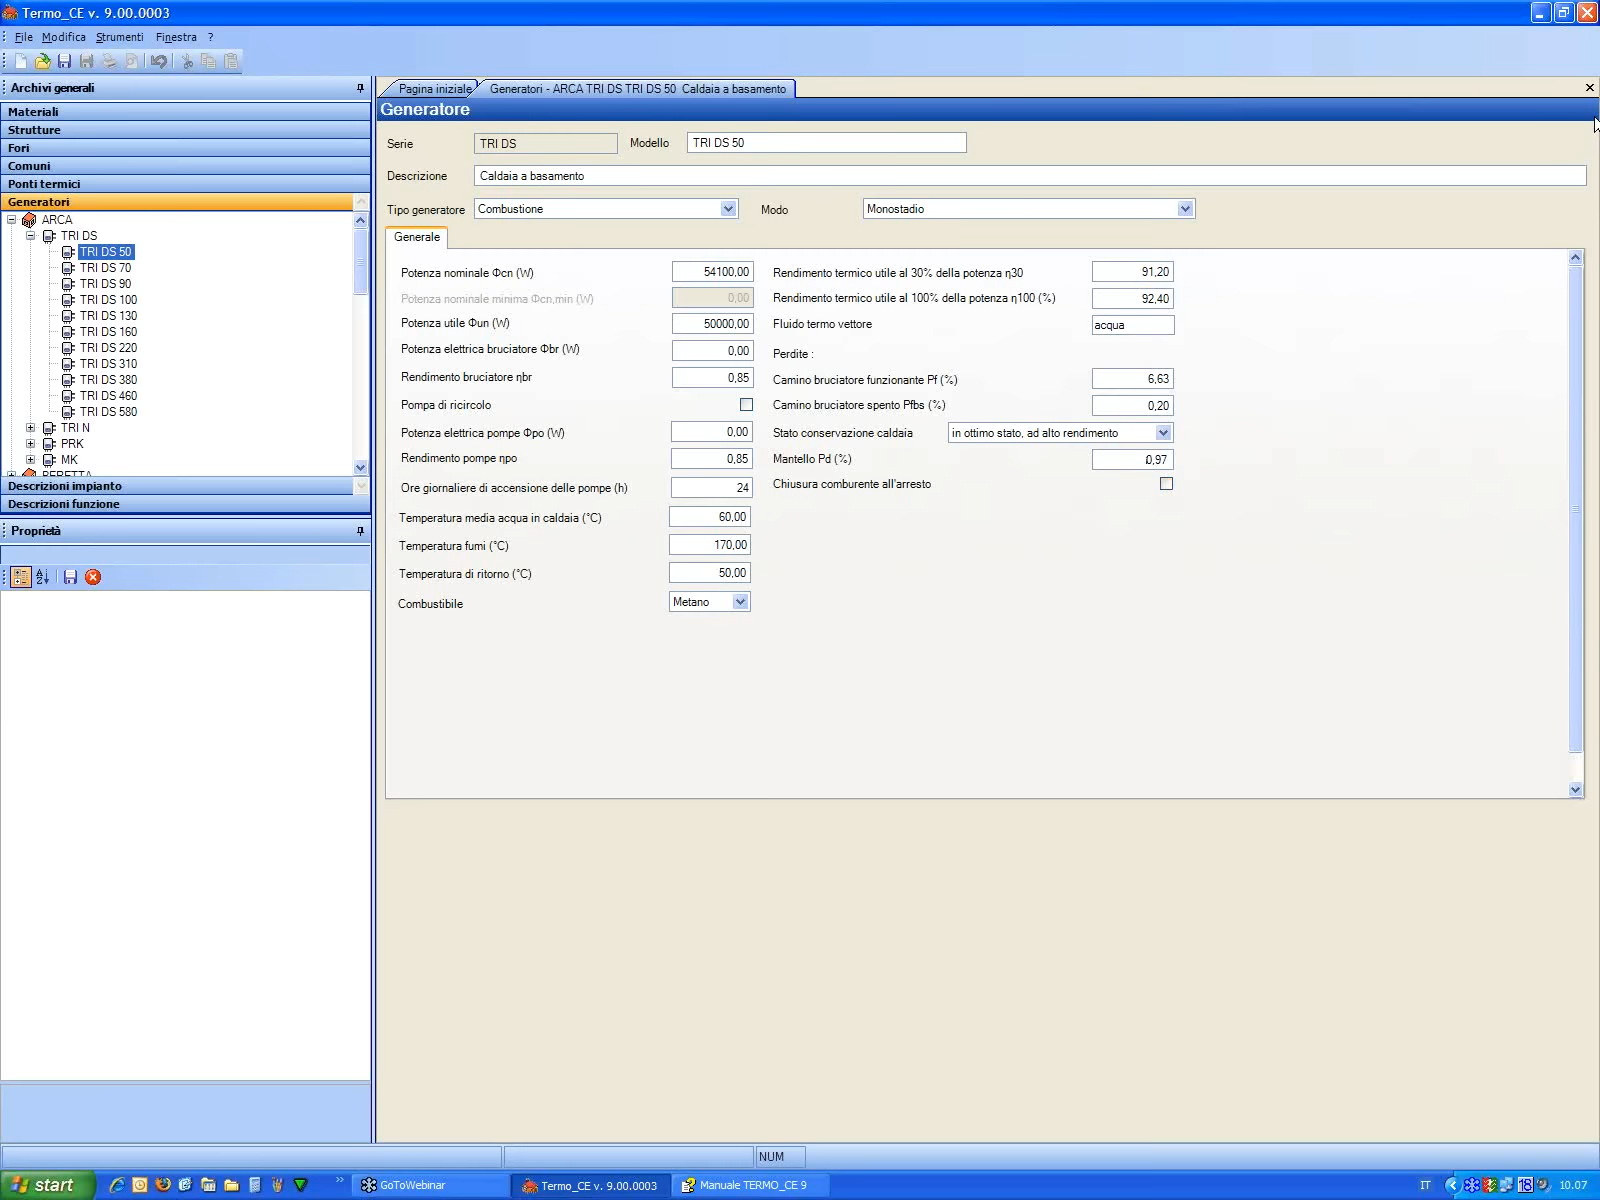 Termo_CE v. 9.00.0003
File Modifica Strumenti Finestra ?
Archivi generali
Materiali
Strutture
Fori
Comuni
Ponti termici
Generatori
ARCA
TRI DS
TRI DS 50
TRI DS 70
TRI DS 90
TRI DS 100
TRI DS 130
TRI DS 160
TRI DS 220
TRI DS 310
TRI DS 380
TRI DS 460
TRI DS 580
TRI N
PRK
MK
BERETTA
Descrizioni impianto
Descrizioni funzione
Proprietà
Pagina iniziale Generatori - ARCA TRI DS TRI DS 50 Caldaia a basamento
Generatore
Serie TRI DS Modello TRI DS 50
Descrizione Caldaia a basamento
Tipo generatore Combustione Modo Monostadio
Generale
Potenza nominale Φcn (W) 54100,00
Potenza nominale minima Φcn,min (W) 0,00
Potenza utile Φun (W) 50000,00
Potenza elettrica bruciatore Φbr (W) 0,00
Rendimento bruciatore ηbr 0,85
Pompa di ricircolo
Potenza elettrica pompe Φpo (W) 0,00
Rendimento pompe ηpo 0,85
Ore giornaliere di accensione delle pompe (h) 24
Temperatura media acqua in caldaia (°C) 60,00
Temperatura fumi (°C) 170,00
Temperatura di ritorno (°C) 50,00
Combustibile Metano
Rendimento termico utile al 30% della potenza η30 91,20
Rendimento termico utile al 100% della potenza η100 (%) 92,40
Fluido termo vettore acqua
Perdite :
Camino bruciatore funzionante Pf (%) 6,63
Camino bruciatore spento Pfbs (%) 0,20
Stato conservazione caldaia in ottimo stato, ad alto rendimento
Mantello Pd (%) 0,97
Chiusura comburente all'arresto
NUM
start GoToWebinar Termo_CE v. 9.00.0003 Manuale TERMO_CE 9 IT 18 10.07